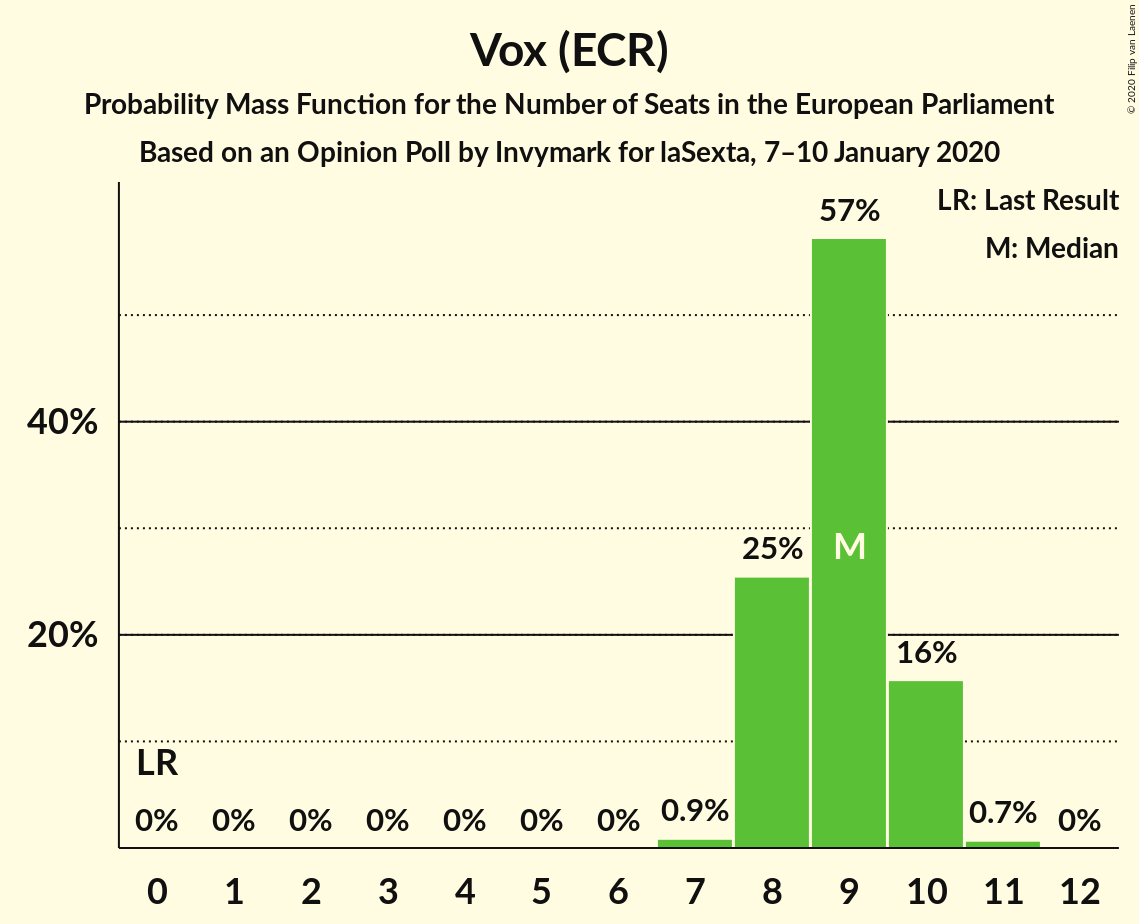 Vox (ECR)
Probability Mass Function for the Number of Seats in the European Parliament
Based on an Opinion Poll by Invymark for laSexta, 7–10 January 2020
© 2020 Filip van Laenen
LR: Last Result
M: Median
57%
40%
25%
M
20%
16%
LR
0% 0% 0% 0% 0% 0% 0% 0.9% 0.7% 0%
0 1 2 3 4 5 6 7 8 9 10 11 12